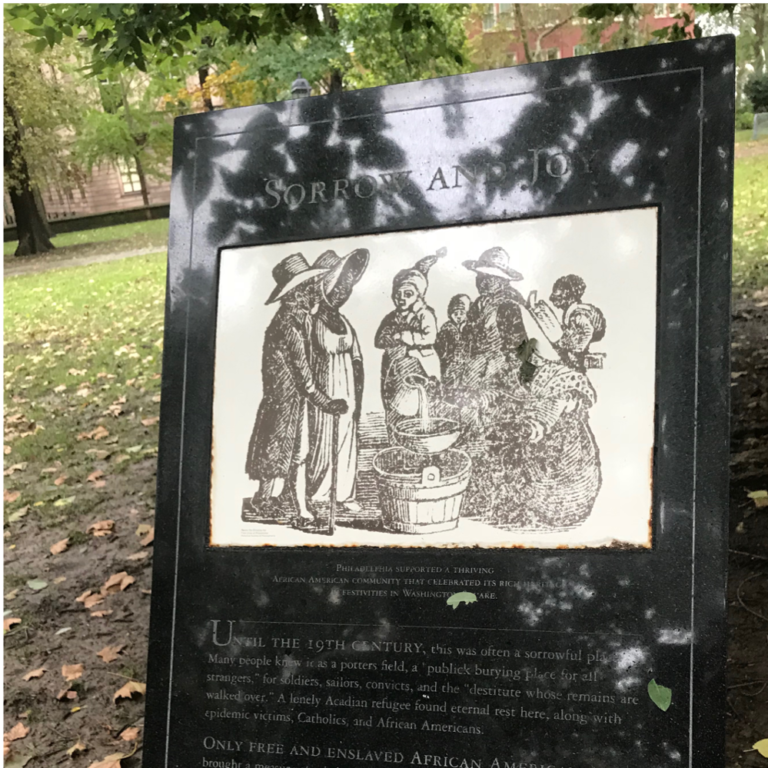 SORROW AND JOY
PHILADELPHIA SUPPORTED A THRIVING
AFRICAN AMERICAN COMMUNITY THAT CELEBRATED ITS RICH
FESTIVITIES IN WASHINGTON
UNTIL THE 19TH CENTURY, this was often a sorrowful
Many people knew it as a potters field, a "publick burying place for all
strangers," for soldiers, sailors, convicts, and the "destitute whose remains are
walked over." A lonely Acadian refugee found eternal rest here, along with
epidemic victims, Catholics, and African Americans.
ONLY FREE AND ENSLAVED AFRICAN
brought a